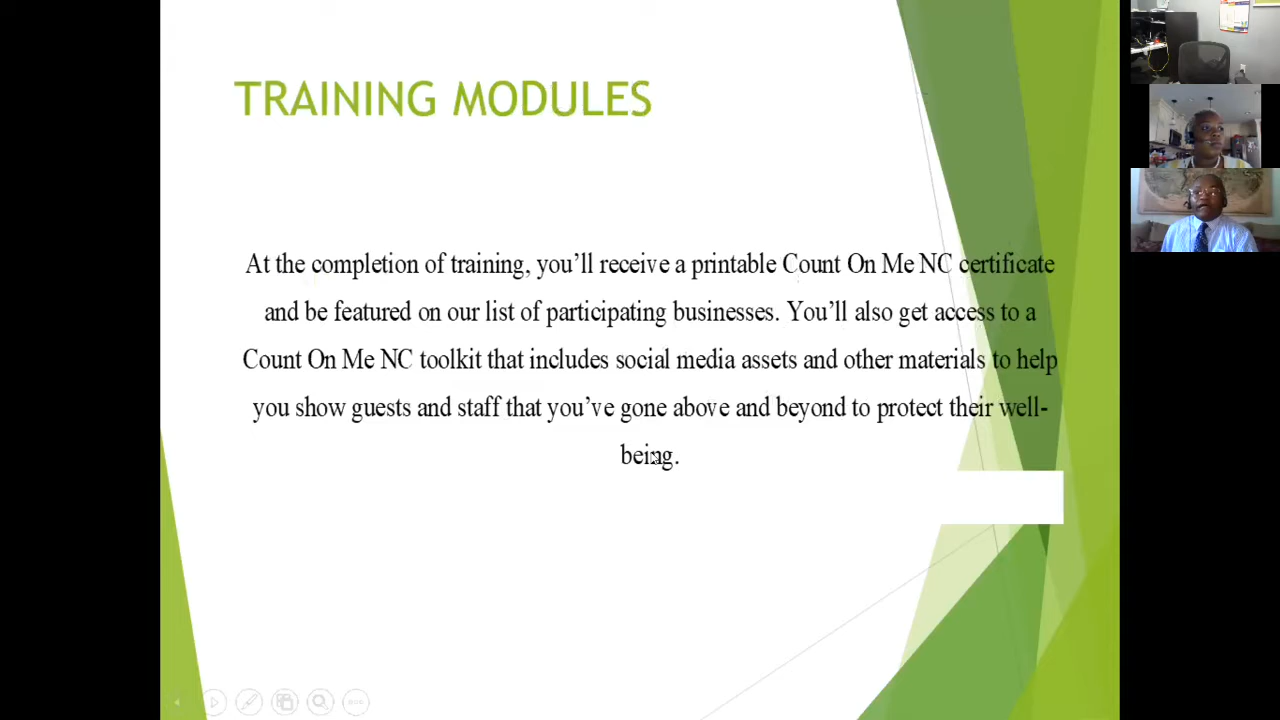 TRAINING MODULES
At the completion of training, you’ll receive a printable Count On Me NC certificate
and be featured on our list of participating businesses. You’ll also get access to a
Count On Me NC toolkit that includes social media assets and other materials to help
you show guests and staff that you’ve gone above and beyond to protect their well-
being.